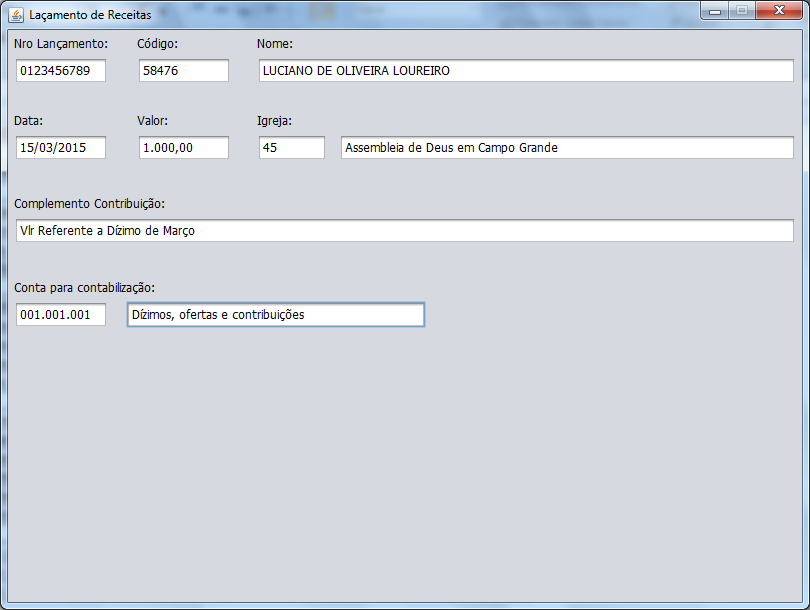 Laçamento de Receitas
Nro Lançamento: Código: Nome:
0123456789 58476 LUCIANO DE OLIVEIRA LOUREIRO
Data: Valor: Igreja:
15/03/2015 1.000,00 45 Assembleia de Deus em Campo Grande
Complemento Contribuição:
Vlr Referente a Dízimo de Março
Conta para contabilização:
001.001.001 Dízimos, ofertas e contribuições